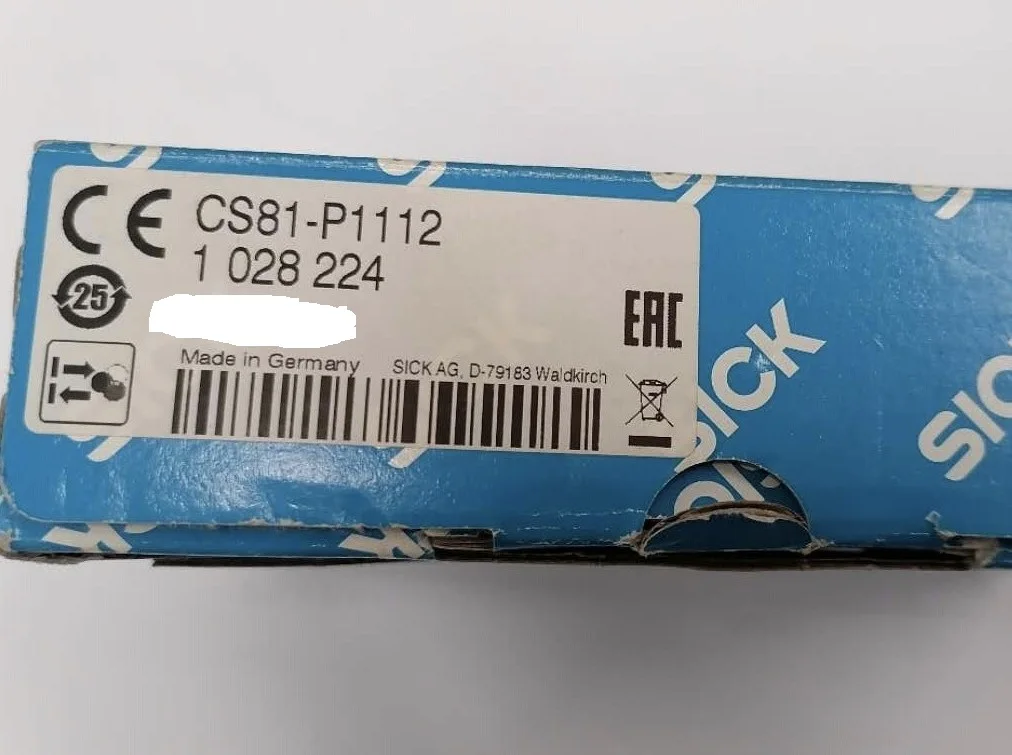 CE CS81-P1112
1 028 224
25
EAC
Made in Germany SICK AG, D-79183 Waldkirch
SICK
SICK